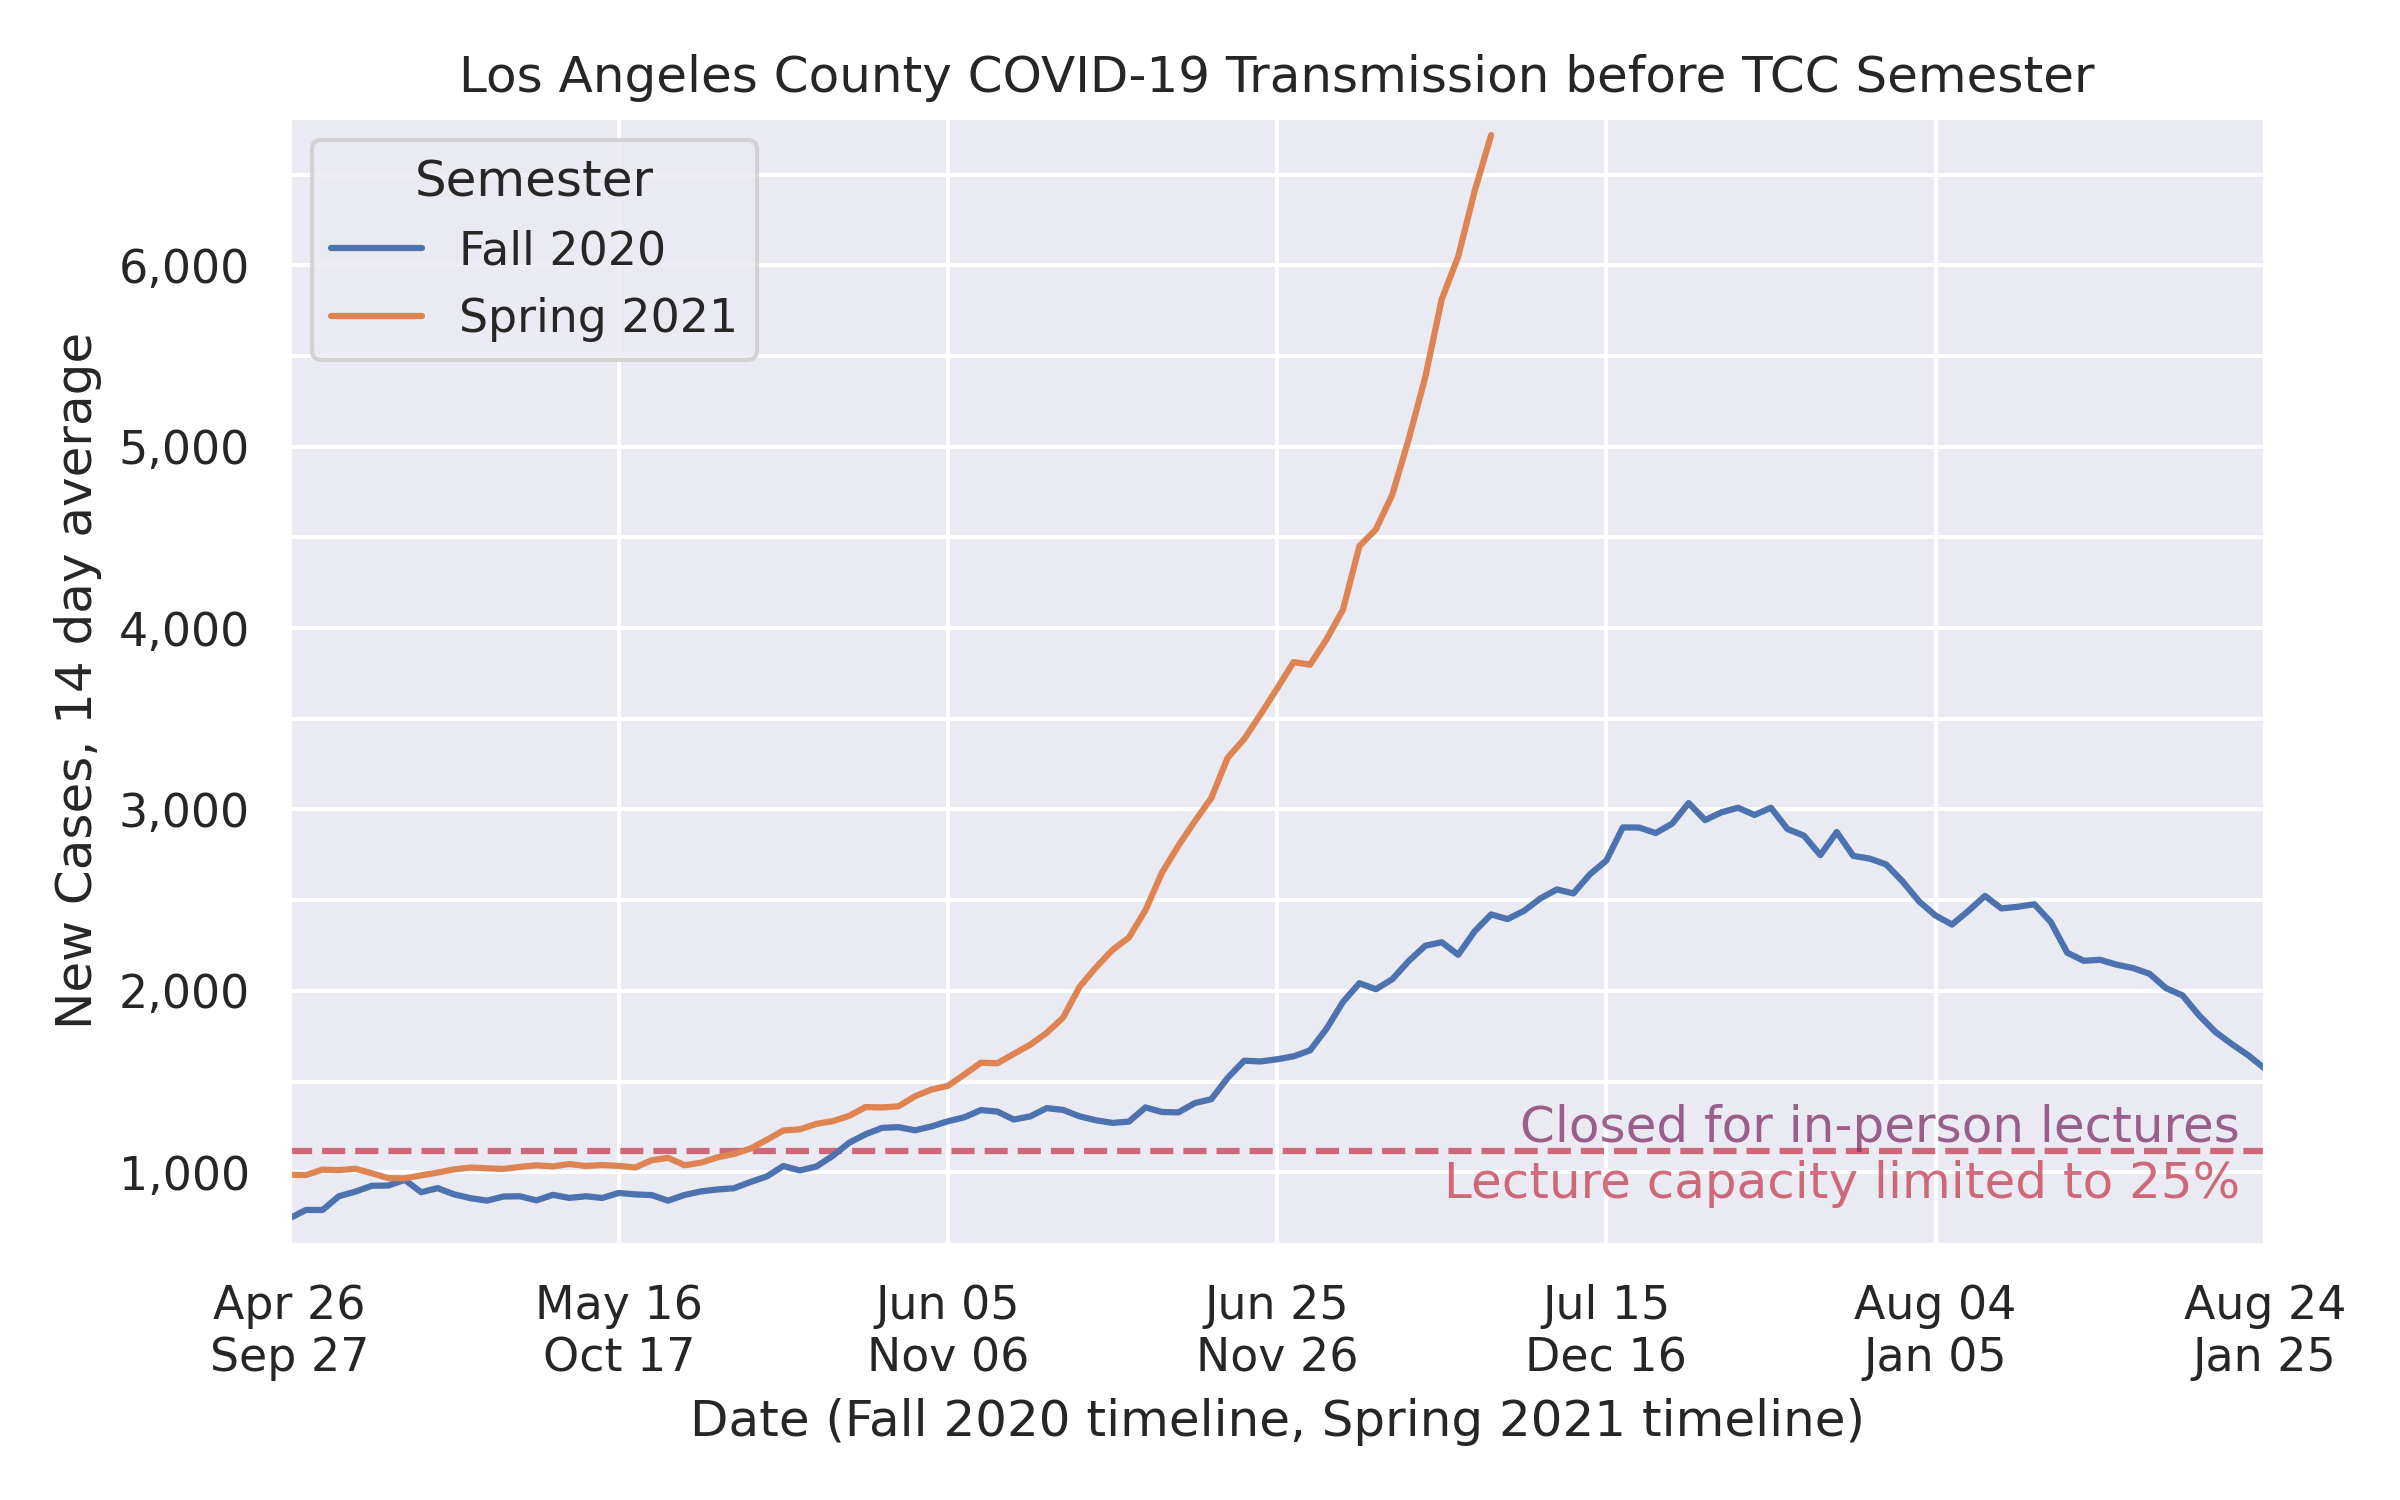 Los Angeles County COVID-19 Transmission before TCC Semester
Semester
Fall 2020
Spring 2021
New Cases, 14 day average
6,000
5,000
4,000
3,000
2,000
1,000
Closed for in-person lectures
Lecture capacity limited to 25%
Apr 26 May 16 Jun 05 Jun 25 Jul 15 Aug 04 Aug 24
Sep 27 Oct 17 Nov 06 Nov 26 Dec 16 Jan 05 Jan 25
Date (Fall 2020 timeline, Spring 2021 timeline)